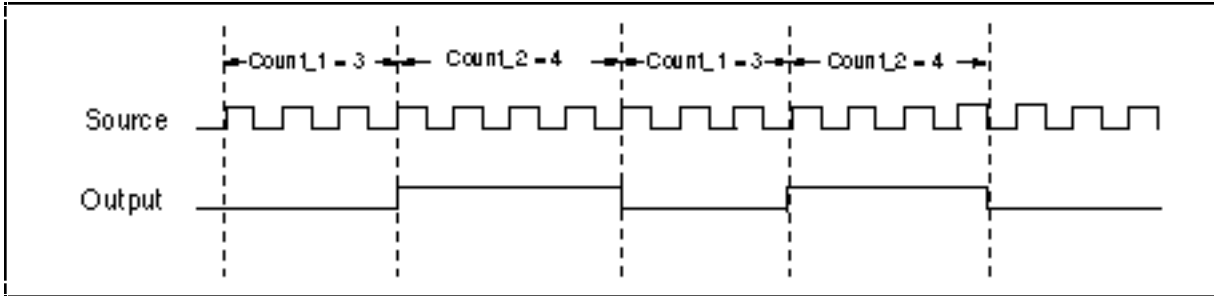 Count_1 = 3
Count_2 = 4
Count_1 = 3
Count_2 = 4
Source
Output